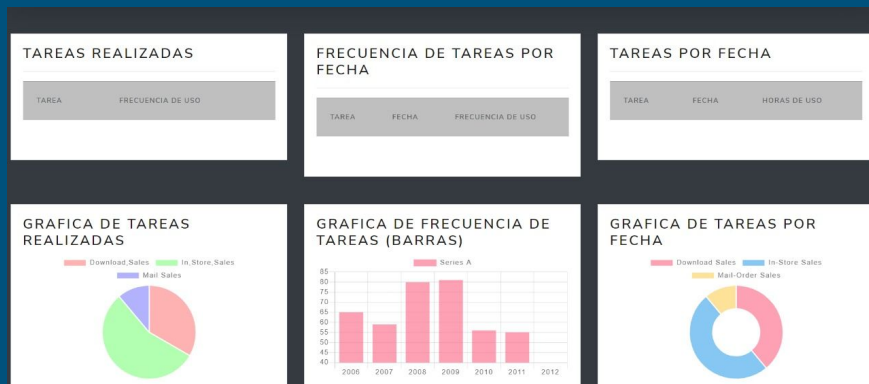 TAREAS REALIZADAS
TAREA FRECUENCIA DE USO
FRECUENCIA DE TAREAS POR
FECHA
TAREA FECHA FRECUENCIA DE USO
TAREAS POR FECHA
TAREA FECHA HORAS DE USO
GRAFICA DE TAREAS
REALIZADAS
Download,Sales In,Store,Sales
Mail Sales
GRAFICA DE FRECUENCIA DE
TAREAS (BARRAS)
Series A
85
80
75
70
65
60
55
50
45
40
2006 2007 2008 2009 2010 2011 2012
GRAFICA DE TAREAS POR
FECHA
Download Sales In-Store Sales
Mail-Order Sales